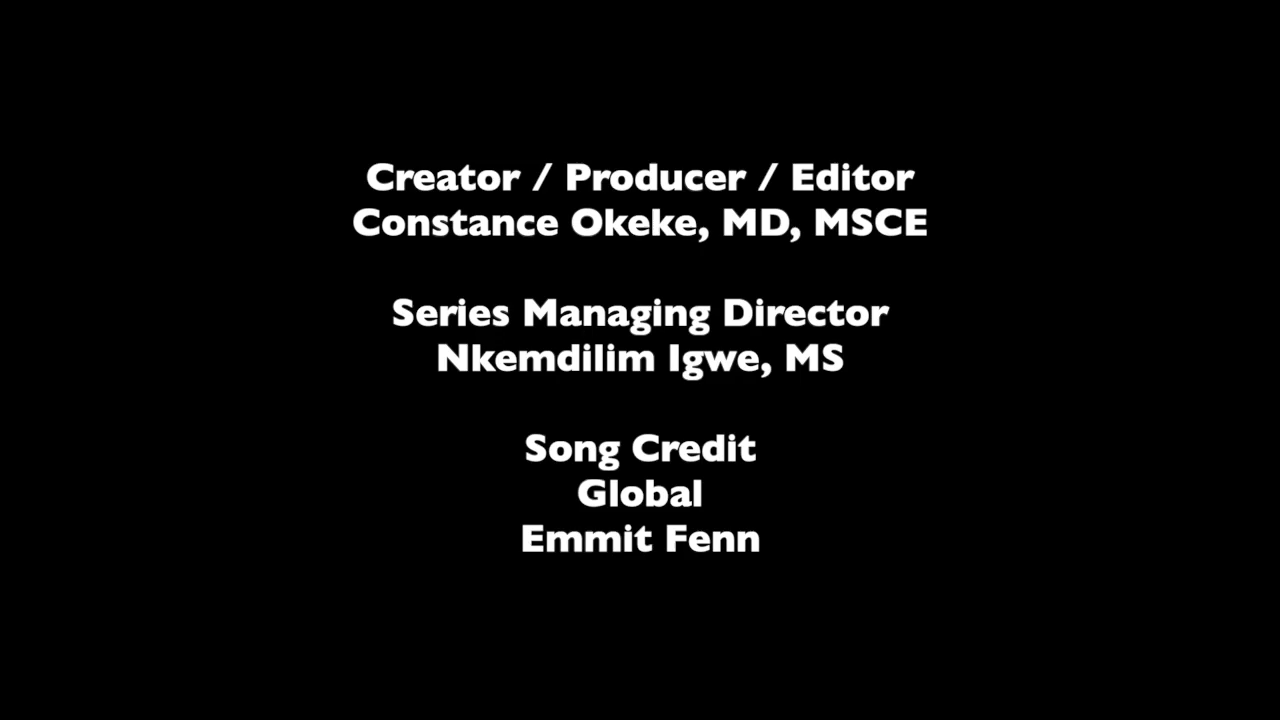 Creator / Producer / Editor
Constance Okeke, MD, MSCE
Series Managing Director
Nkemdilim Igwe, MS
Song Credit
Global
Emmit Fenn